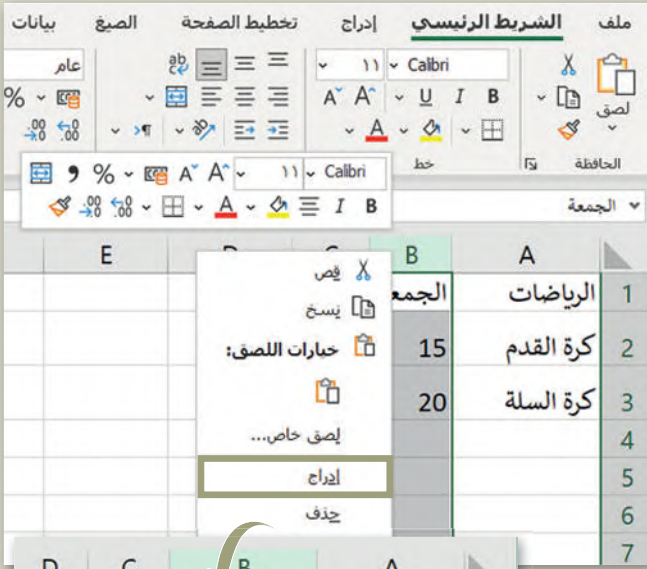 ملف الشريط الرئيسي إدراج تخطيط الصفحة الصيغ بيانات
لصق
Calibri ١١
B I U
A A
A
ab
عام
%
الحافظة
خط
Calibri ١١ A A % ,
B I A
الجمعة
A B C D E
1 الرياضات الجمع
2 كرة القدم 15
3 كرة السلة 20
4
5
6
7
قص
نسخ
خيارات اللصق:
لصق خاص...
إدراج
حذف
A B C D